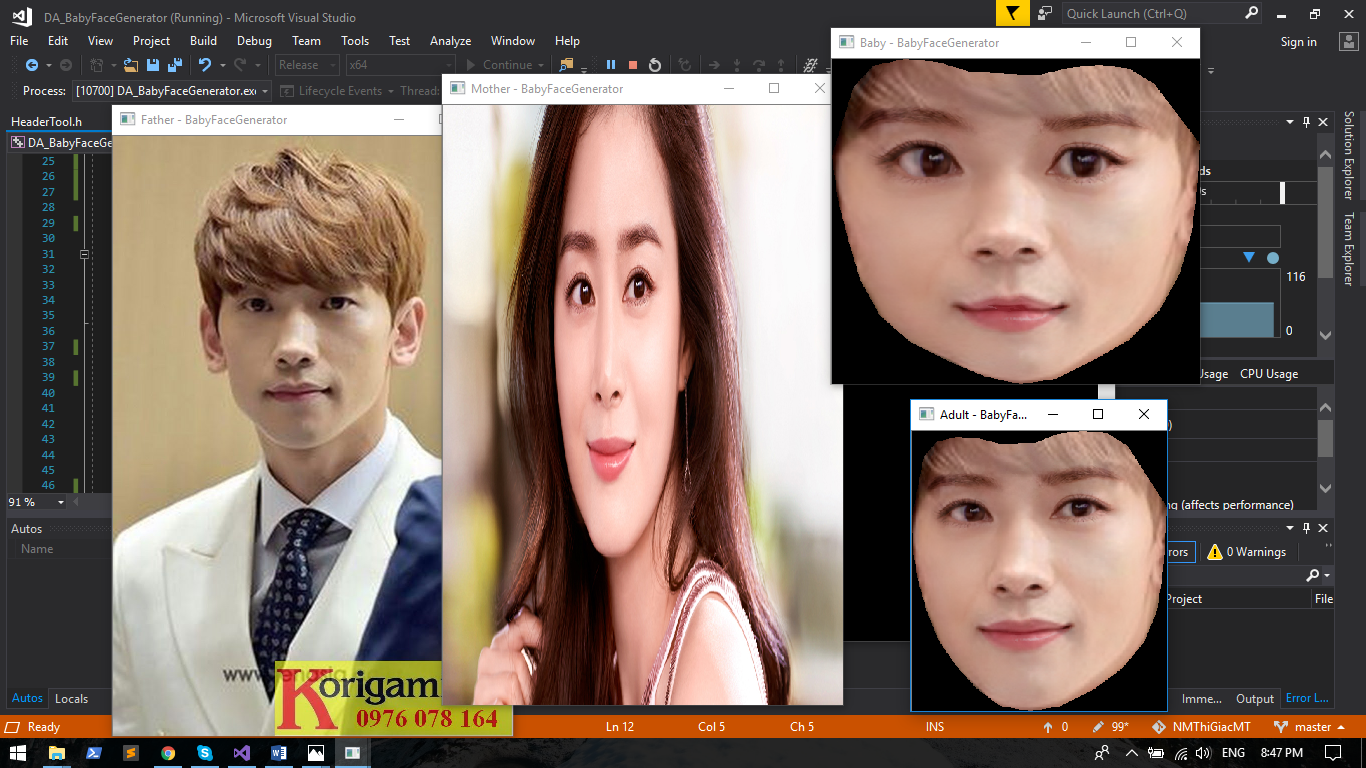 DA_BabyFaceGenerator (Running) - Microsoft Visual Studio
Quick Launch (Ctrl+Q)
File Edit View Project Build Debug Team Tools Test Analyze Window Help
Sign in
Release x64 Continue
Process: [10700] DA_BabyFaceGenerator.exe Lifecycle Events Thread:
HeaderTool.h
DA_BabyFaceGe
25
26
27
28
29
30
31
32
33
34
35
36
37
38
39
40
41
42
43
44
45
46
91 %
Autos
Name
Autos Locals
Father - BabyFaceGenerator
www.
Korigami
0976 078 164
Mother - BabyFaceGenerator
Baby - BabyFaceGenerator
Adult - BabyFa...
Solution Explorer
Team Explorer
ds
s
116
0
Usage CPU Usage
)
ng (affects performance)
rors 0 Warnings
Project File
Imme... Output Error L...
Ready Ln 12 Col 5 Ch 5 INS 0 99* NMThiGiacMT master
ENG 8:47 PM